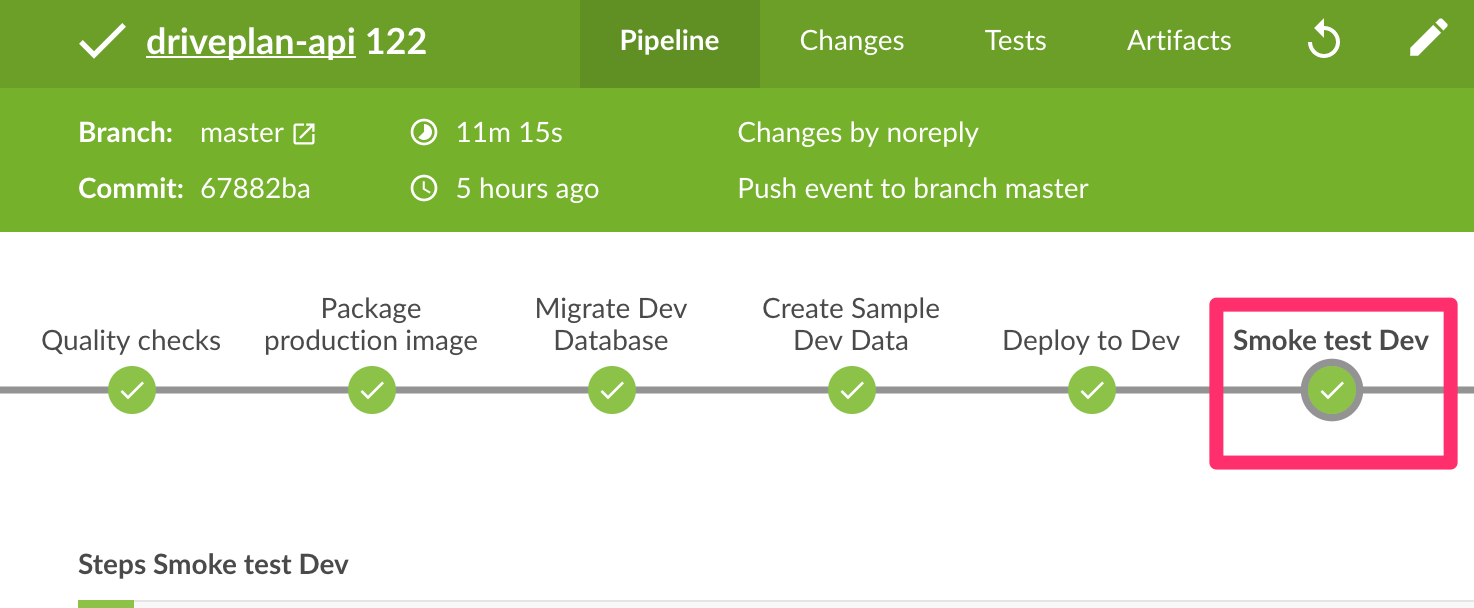 driveplan-api 122
Pipeline
Changes
Tests
Artifacts
Branch: master
11m 15s
Changes by noreply
Commit: 67882ba
5 hours ago
Push event to branch master
Quality checks
Package
production image
Migrate Dev
Database
Create Sample
Dev Data
Deploy to Dev
Smoke test Dev
Steps Smoke test Dev